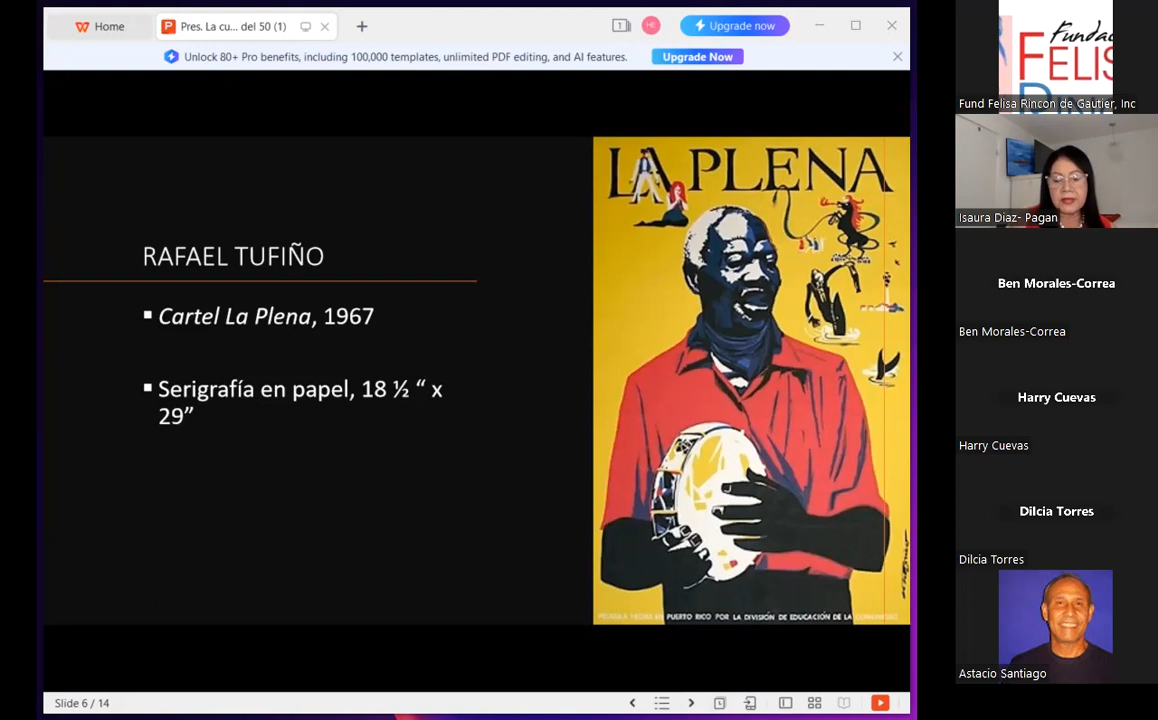 Home
Pres. La cu... del 50 (1)
1
Upgrade now
Unlock 80+ Pro benefits, including 100,000 templates, unlimited PDF editing, and AI features.
Upgrade Now
LA PLENA
RAFAEL TUFIÑO
Cartel La Plena, 1967
Serigrafía en papel, 18 ½ “ x
29”
EN PUERTO RICO POR LA DIVISIÓN DE EDUCACIÓN DE LA
Slide 6 / 14
Fundac
FELIS
Fund Felisa Rincon de Gautier, Inc
Isaura Diaz- Pagan
Ben Morales-Correa
Ben Morales-Correa
Harry Cuevas
Harry Cuevas
Dilcia Torres
Dilcia Torres
Astacio Santiago